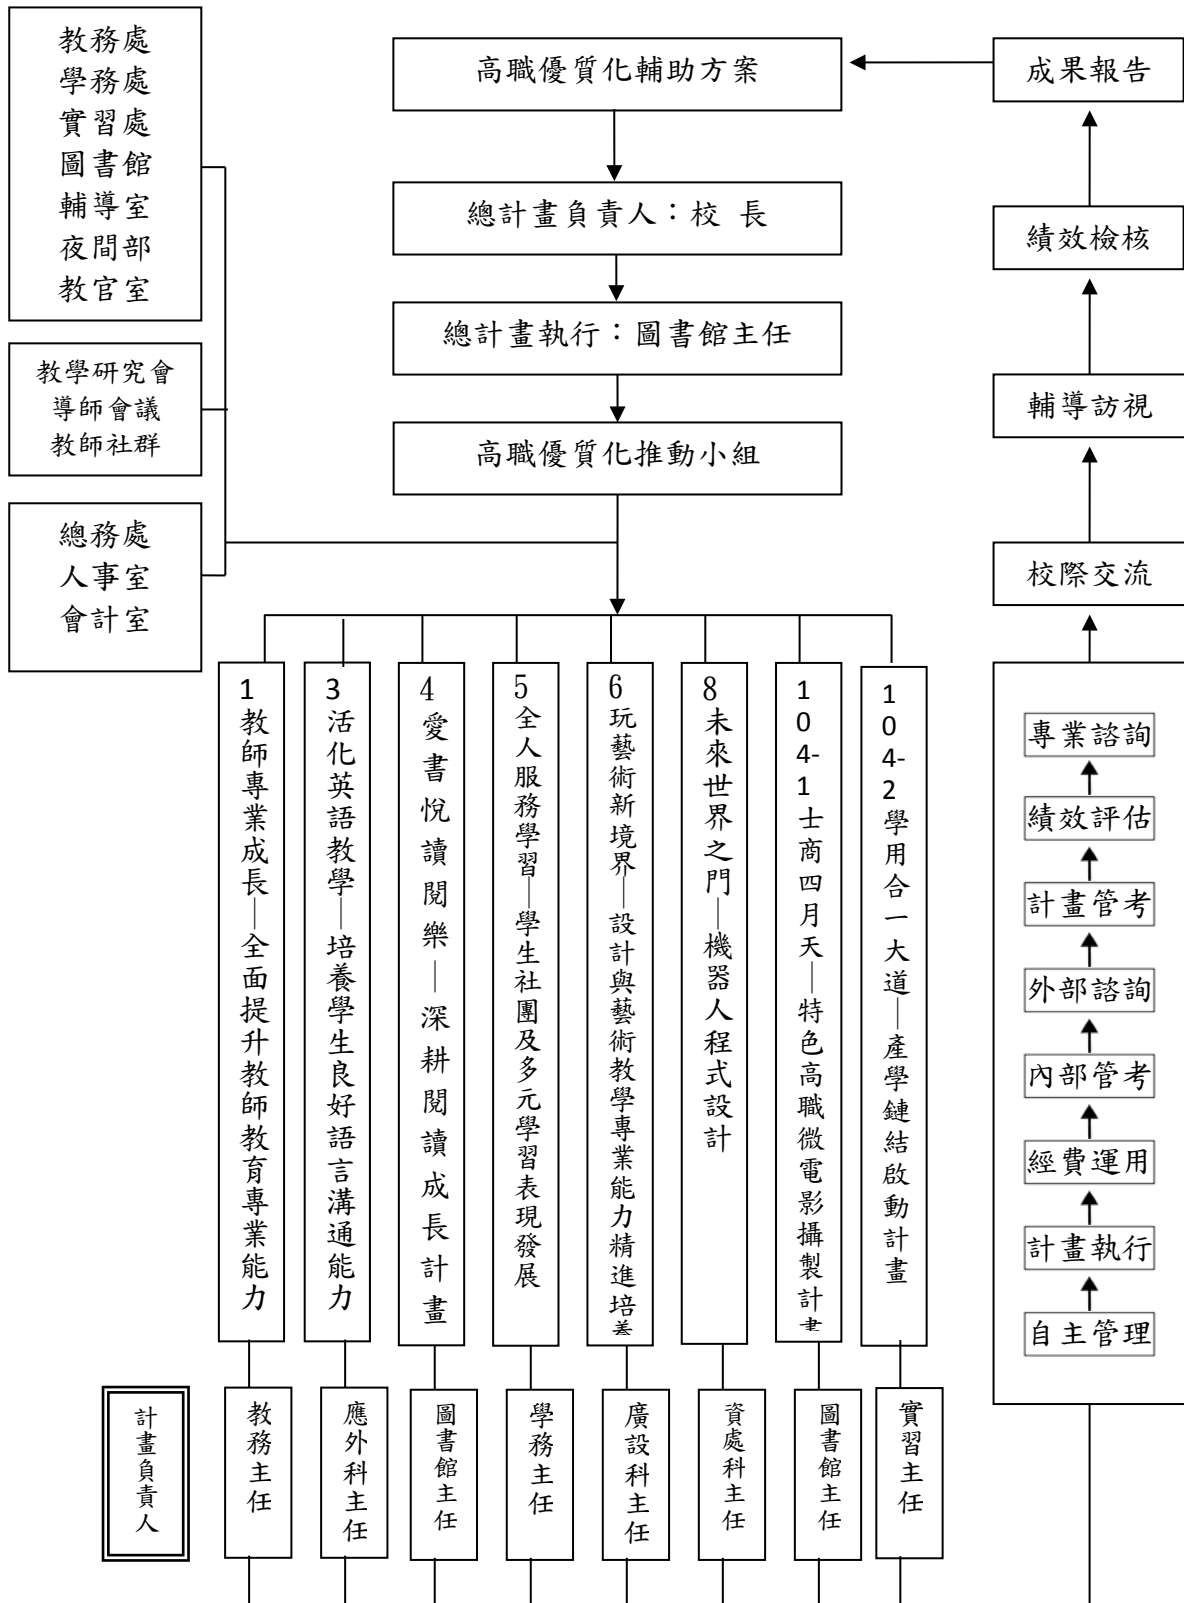 教務處
學務處
實習處
圖書館
輔導室
夜間部
教官室
教學研究會
導師會議
教師社群
總務處
人事室
會計室
高職優質化輔助方案
總計畫負責人：校 長
總計畫執行：圖書館主任
高職優質化推動小組
成果報告
績效檢核
輔導訪視
校際交流
1教師專業成長—全面提升教師教育專業能力
3活化英語教學—培養學生良好語言溝通能力
4愛書悅讀閱樂—深耕閱讀成長計畫
5全人服務學習—學生社團及多元學習表現發展
6玩藝術新境界—設計與藝術教學專業能力精進培養
8未來世界之門—機器人程式設計
104-1士商四月天—特色高職微電影攝製計畫
104-2學用合一大道—產學鏈結啟動計畫
專業諮詢
績效評估
計畫管考
外部諮詢
內部管考
經費運用
計畫執行
自主管理
計畫負責人
教務主任
應外科主任
圖書館主任
學務主任
廣設科主任
資處科主任
圖書館主任
實習主任